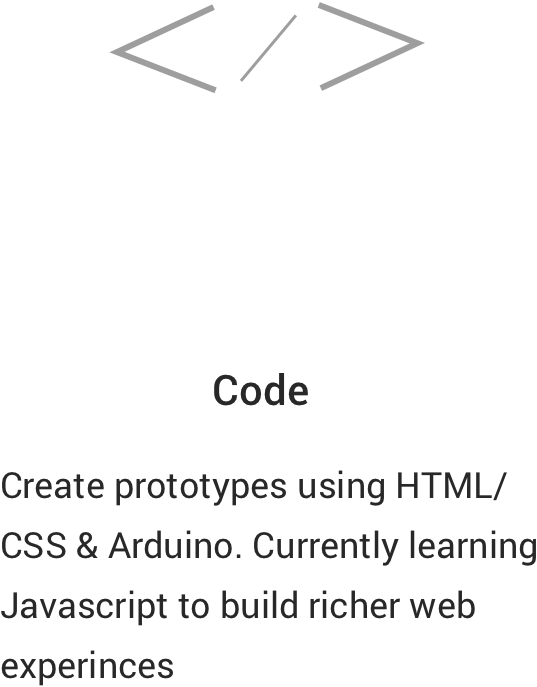 Code
Create prototypes using HTML/
CSS & Arduino. Currently learning
Javascript to build richer web
experinces